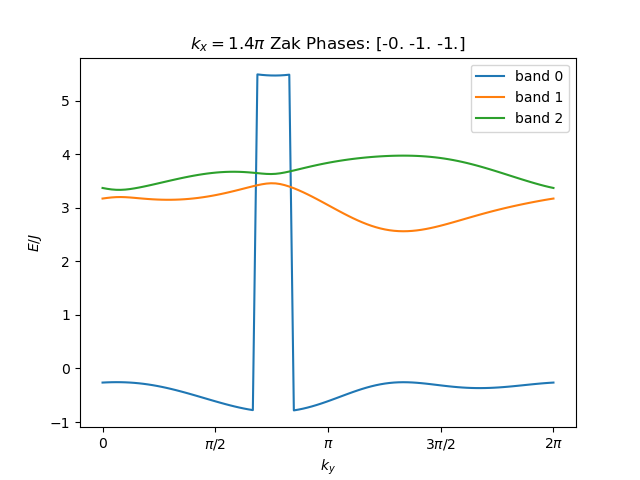 $k_x = 1.4\pi$ Zak Phases: [-0. -1. -1.]
band 0
band 1
band 2
E/J
5
4
3
2
1
0
−1
0 π/2 π 3π/2 2π
$k_y$